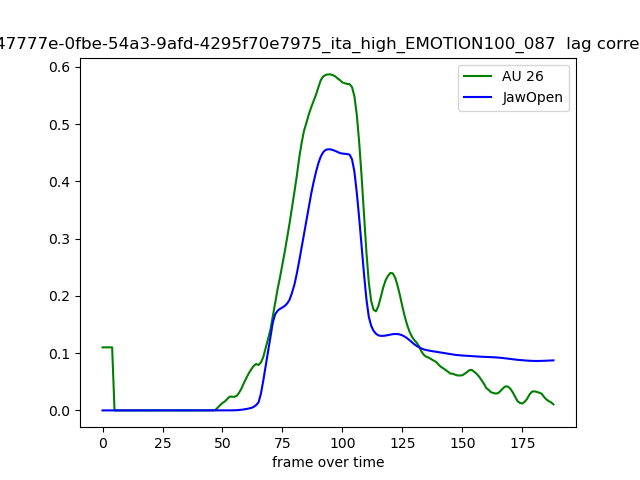 47777e-0fbe-54a3-9afd-4295f70e7975_ita_high_EMOTION100_087 lag corre
0.6
0.5
0.4
0.3
0.2
0.1
0.0
AU 26
JawOpen
0 25 50 75 100 125 150 175
frame over time